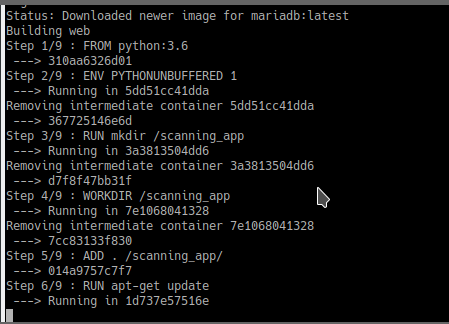 Status: Downloaded newer image for mariadb:latest
Building web
Step 1/9 : FROM python:3.6
---> 310aa6326d01
Step 2/9 : ENV PYTHONUNBUFFERED 1
---> Running in 5dd51cc41dda
Removing intermediate container 5dd51cc41dda
---> 367725146e6d
Step 3/9 : RUN mkdir /scanning_app
---> Running in 3a3813504dd6
Removing intermediate container 3a3813504dd6
---> d7f8f47bb31f
Step 4/9 : WORKDIR /scanning_app
---> Running in 7e1068041328
Removing intermediate container 7e1068041328
---> 7cc83133f830
Step 5/9 : ADD . /scanning_app/
---> 014a9757c7f7
Step 6/9 : RUN apt-get update
---> Running in 1d737e57516e